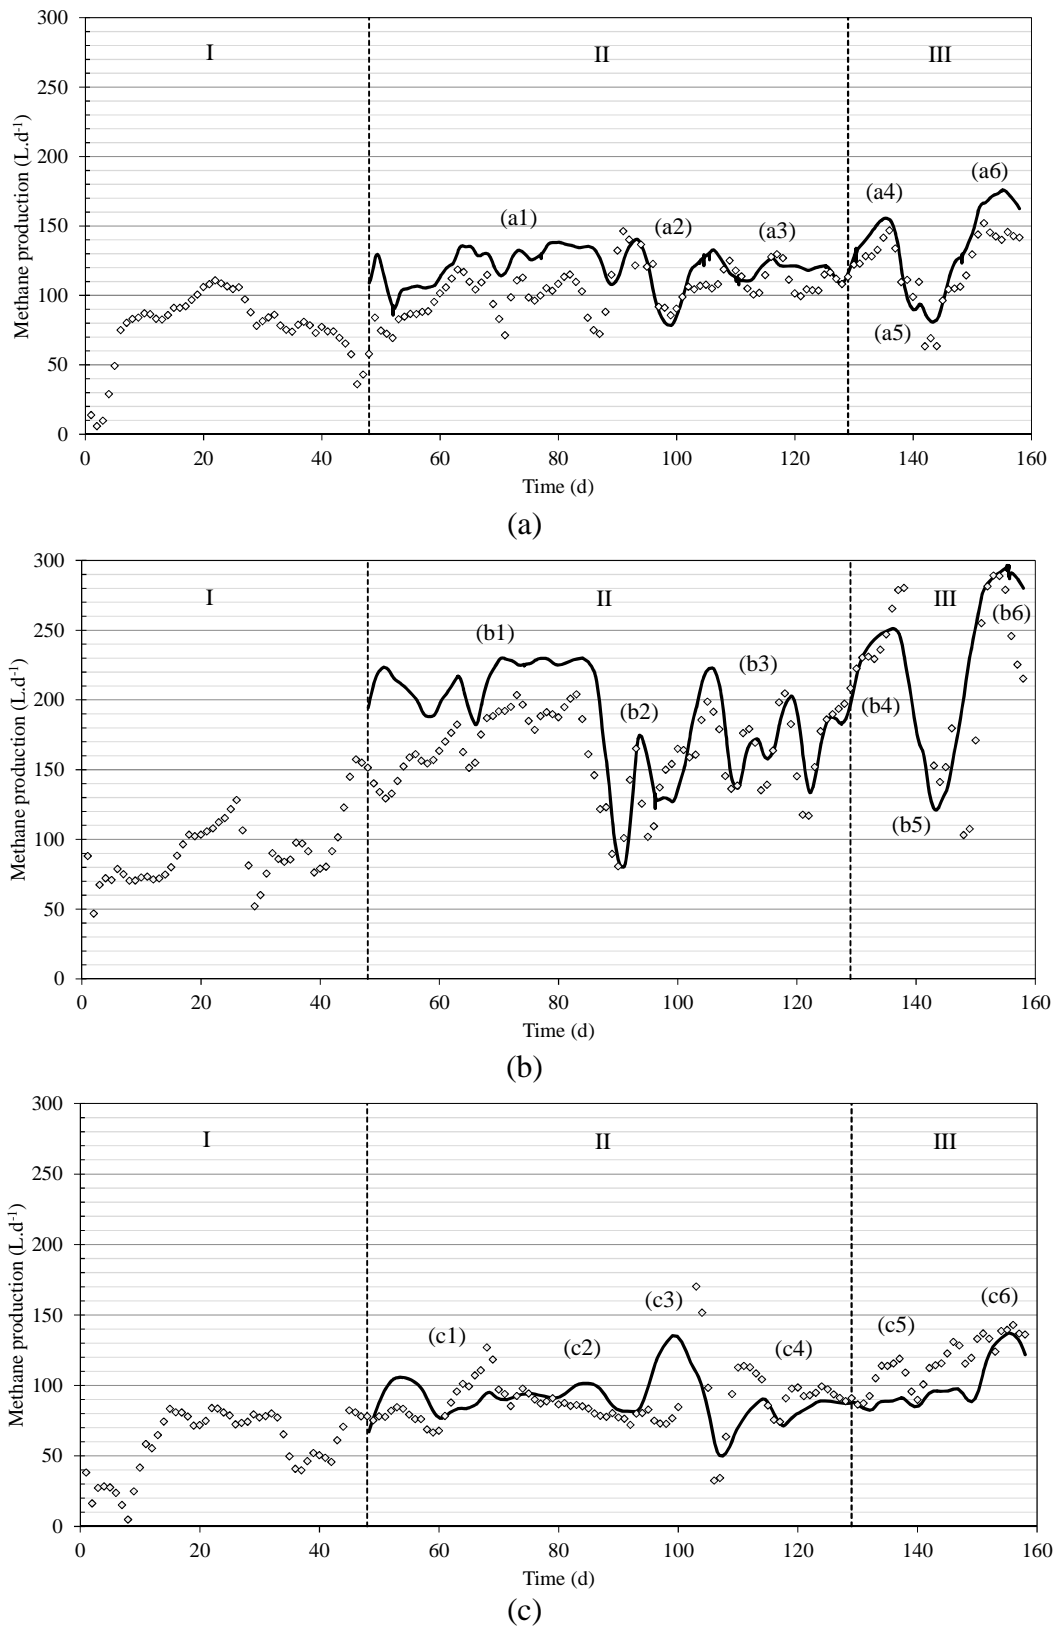 300
250
200
150
100
50
0
Methane production (L.d-1)
I
II
III
(a1)
(a2)
(a3)
(a4)
(a5)
(a6)
0 20 40 60 80 100 120 140 160
Time (d)
(a)
300
250
200
150
100
50
0
Methane production (L.d-1)
I
II
III
(b1)
(b2)
(b3)
(b4)
(b5)
(b6)
0 20 40 60 80 100 120 140 160
Time (d)
(b)
300
250
200
150
100
50
0
Methane production (L.d-1)
I
II
III
(c1)
(c2)
(c3)
(c4)
(c5)
(c6)
0 20 40 60 80 100 120 140 160
Time (d)
(c)